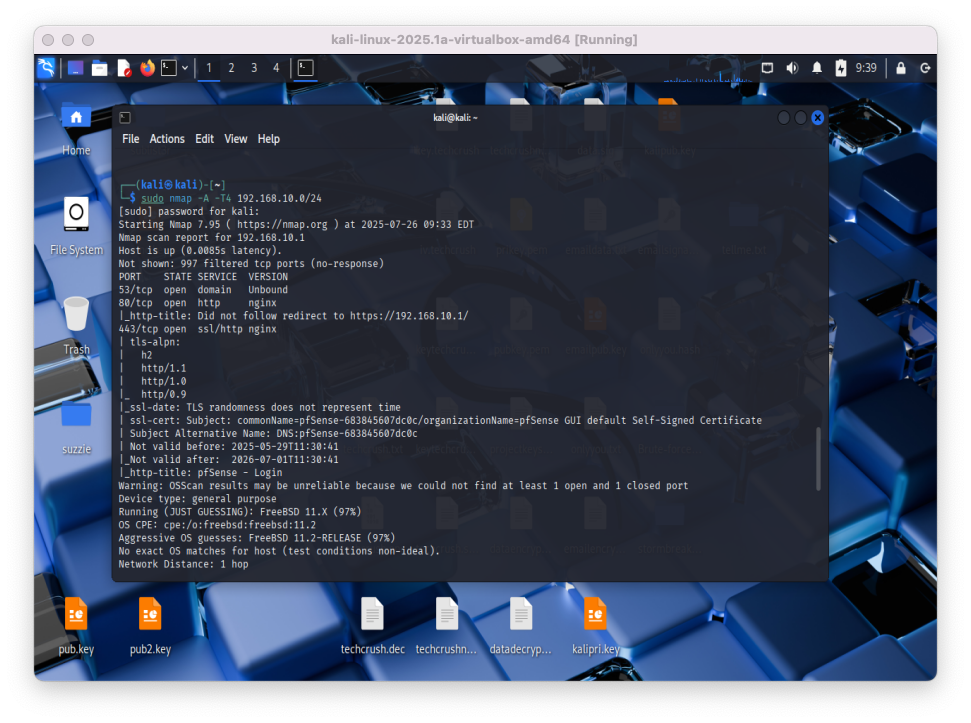 kali-linux-2025.1a-virtualbox-amd64 [Running]
1 2 3 4
9:39
kali@kali: ~
File Actions Edit View Help
Home
File System
Trash
suzzie
┌──(kali㉿kali)-[~]
└─$ sudo nmap -A -T4 192.168.10.0/24
[sudo] password for kali:
Starting Nmap 7.95 ( https://nmap.org ) at 2025-07-26 09:33 EDT
Nmap scan report for 192.168.10.1
Host is up (0.0085s latency).
Not shown: 997 filtered tcp ports (no-response)
PORT    STATE SERVICE  VERSION
53/tcp  open  domain   Unbound
80/tcp  open  http     nginx
|_http-title: Did not follow redirect to https://192.168.10.1/
443/tcp open  ssl/http nginx
| tls-alpn:
|   h2
|   http/1.1
|   http/1.0
|_  http/0.9
|_ssl-date: TLS randomness does not represent time
| ssl-cert: Subject: commonName=pfSense-683845607dc0c/organizationName=pfSense GUI default Self-Signed Certificate
| Subject Alternative Name: DNS:pfSense-683845607dc0c
| Not valid before: 2025-05-29T11:30:41
|_Not valid after:  2026-07-01T11:30:41
|_http-title: pfSense - Login
Warning: OSScan results may be unreliable because we could not find at least 1 open and 1 closed port
Device type: general purpose
Running (JUST GUESSING): FreeBSD 11.X (97%)
OS CPE: cpe:/o:freebsd:freebsd:11.2
Aggressive OS guesses: FreeBSD 11.2-RELEASE (97%)
No exact OS matches for host (test conditions non-ideal).
Network Distance: 1 hop
pub.key
pub2.key
techcrush.dec
techcrushn...
datadecryp...
kalipri.key